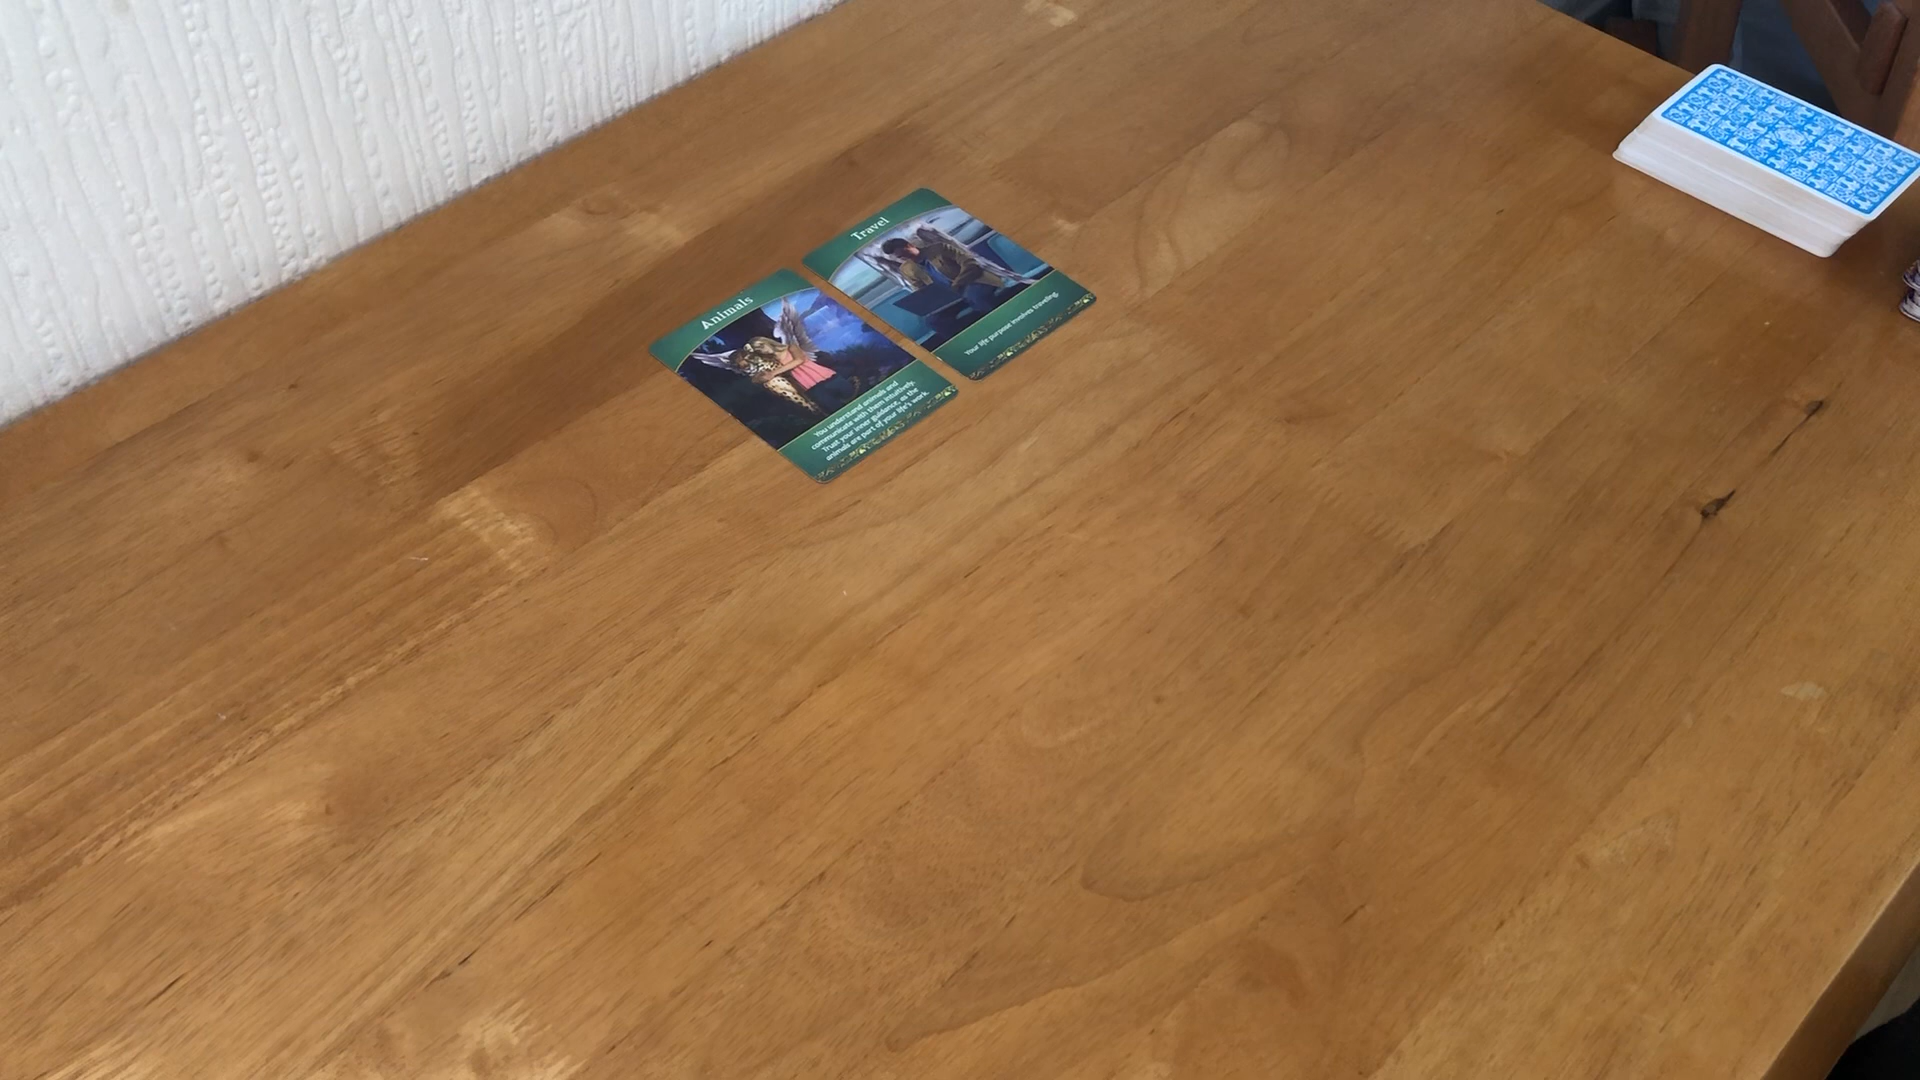 Animals
You understand animals and
communicate with them intuitively.
Trust your inner guidance, as the
animals are part of your life's work.
Travel
Your life purpose involves traveling.